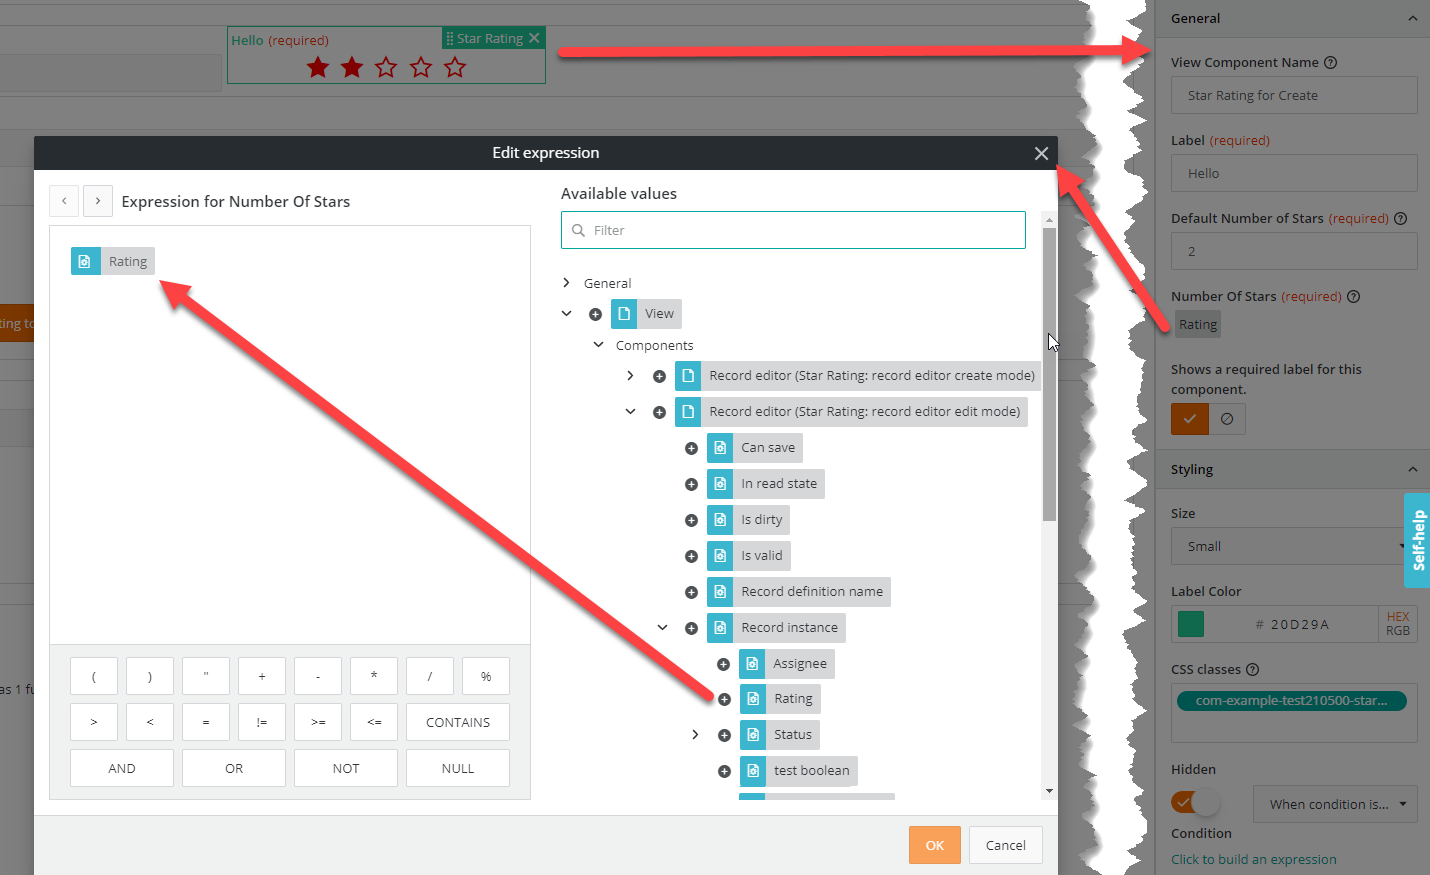 Hello (required)
Star Rating
ting to
as 1 fu
Edit expression
Expression for Number Of Stars
Rating
( ) " + - * / %
> < = != >= <= CONTAINS
AND OR NOT NULL
Available values
Filter
General
View
Components
Record editor (Star Rating: record editor create mode)
Record editor (Star Rating: record editor edit mode)
Can save
In read state
Is dirty
Is valid
Record definition name
Record instance
Assignee
Rating
Status
test boolean
OK Cancel
General
View Component Name
Star Rating for Create
Label (required)
Hello
Default Number of Stars (required)
2
Number Of Stars (required)
Rating
Shows a required label for this
component.
Styling
Size
Small
Label Color
# 20D29A
HEX
RGB
CSS classes
com-example-test210500-star...
Hidden
When condition is...
Condition
Click to build an expression
Self-help